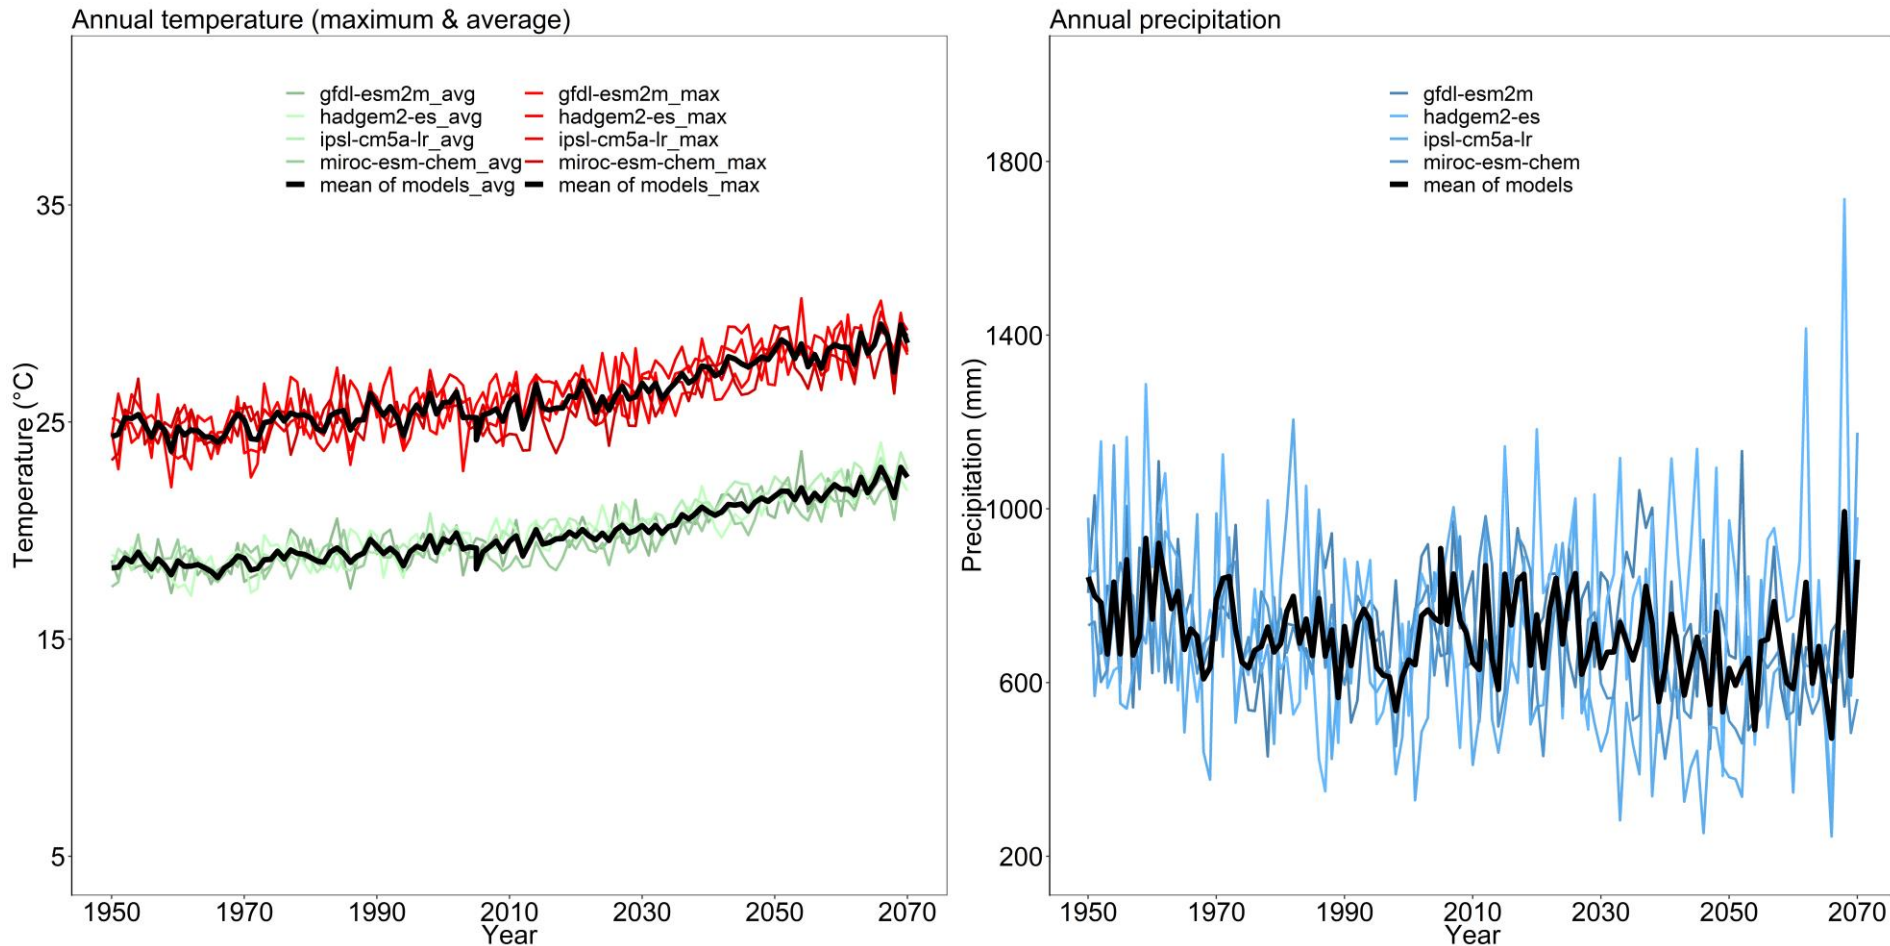 Annual temperature (maximum & average)
gfdl-esm2m_avg
hadgem2-es_avg
ipsl-cm5a-lr_avg
miroc-esm-chem_avg
mean of models_avg
gfdl-esm2m_max
hadgem2-es_max
ipsl-cm5a-lr_max
miroc-esm-chem_max
mean of models_max
Temperature (°C)
35
25
15
5
1950 1970 1990 2010 2030 2050 2070
Year
Annual precipitation
gfdl-esm2m
hadgem2-es
ipsl-cm5a-lr
miroc-esm-chem
mean of models
Precipitation (mm)
1800
1400
1000
600
200
1950 1970 1990 2010 2030 2050 2070
Year